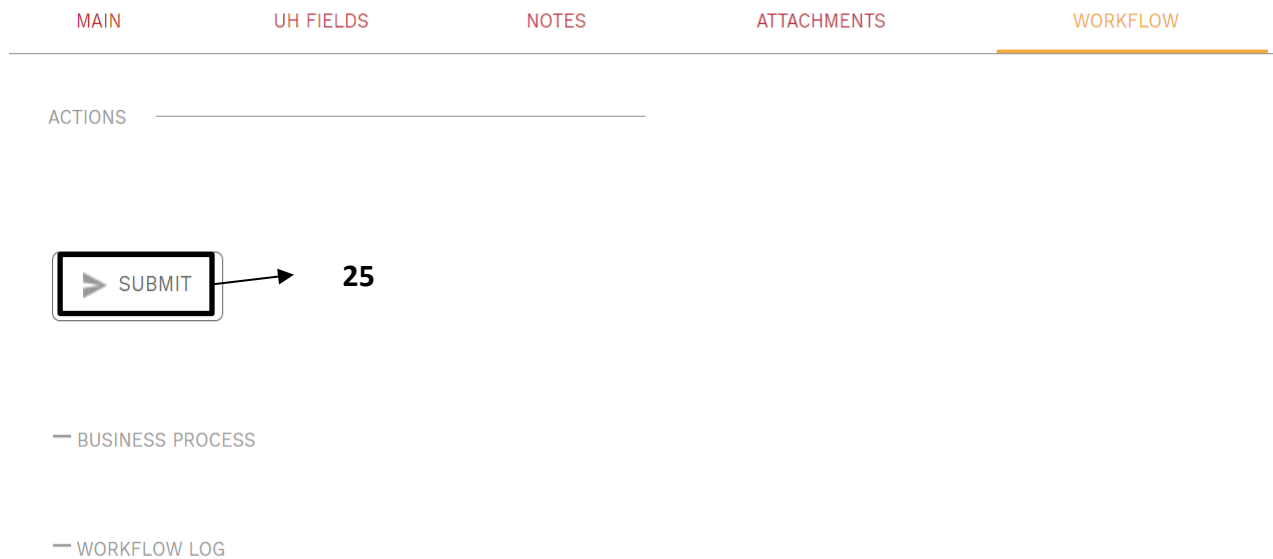 MAIN UH FIELDS NOTES ATTACHMENTS WORKFLOW
ACTIONS
SUBMIT 25
BUSINESS PROCESS
WORKFLOW LOG